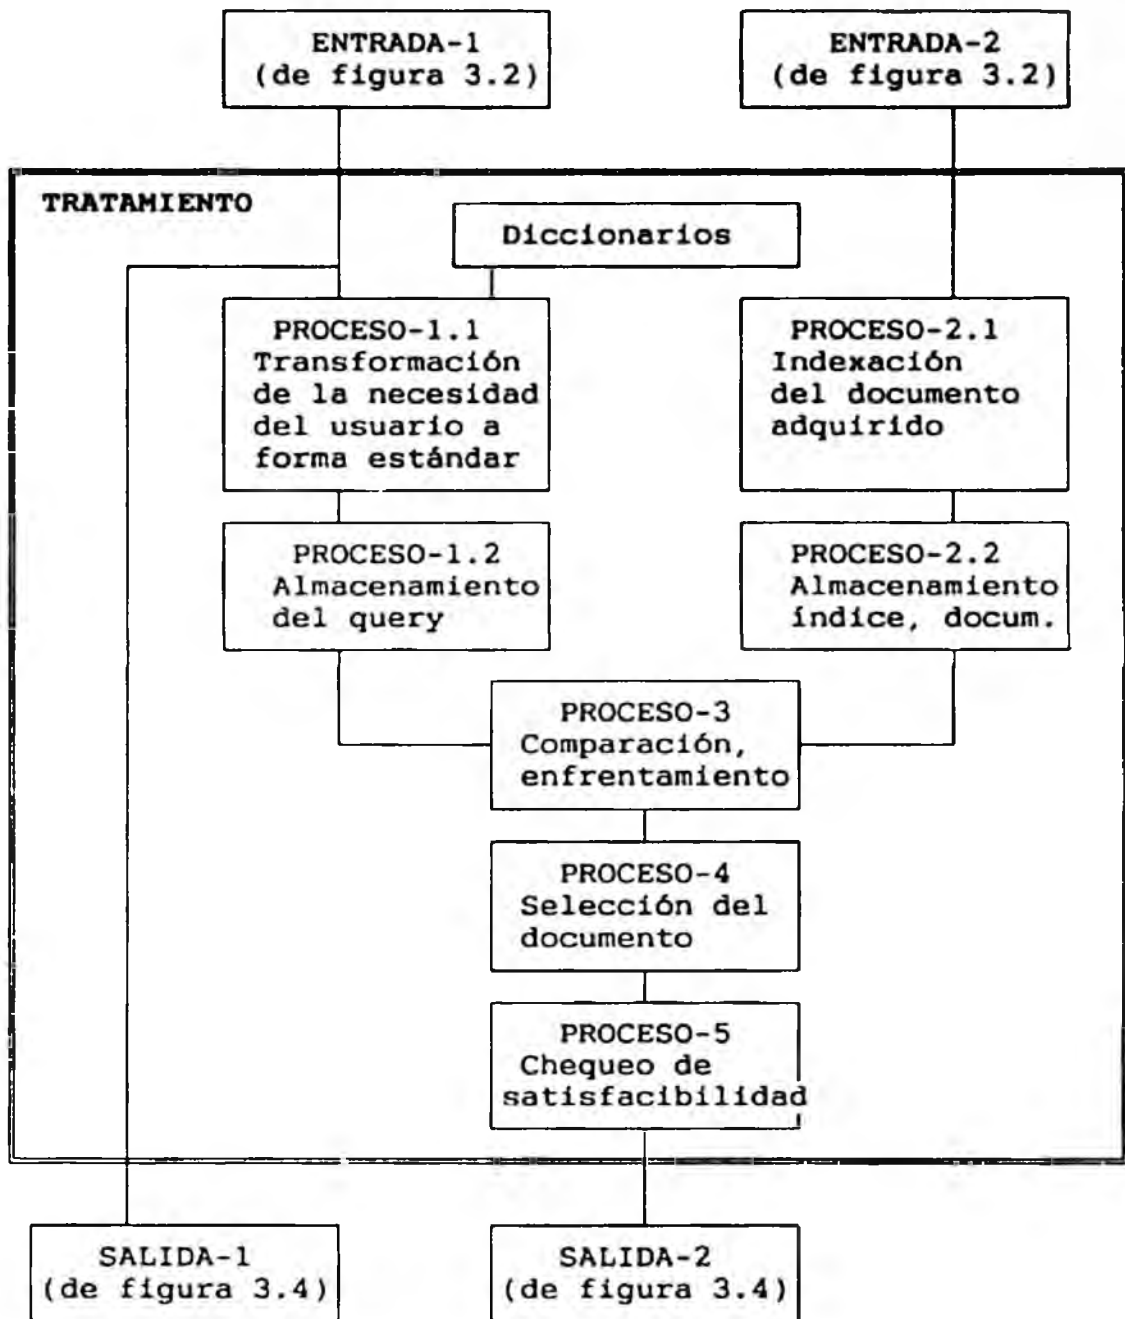 ENTRADA-1
(de figura 3.2)
ENTRADA-2
(de figura 3.2)
TRATAMIENTO
Diccionarios
PROCESO-1.1
Transformación
de la necesidad
del usuario a
forma estándar
PROCESO-2.1
Indexación
del documento
adquirido
PROCESO-1.2
Almacenamiento
del query
PROCESO-2.2
Almacenamiento
índice, docum.
PROCESO-3
Comparación,
enfrentamiento
PROCESO-4
Selección del
documento
PROCESO-5
Chequeo de
satisfacibilidad
SALIDA-1
(de figura 3.4)
SALIDA-2
(de figura 3.4)